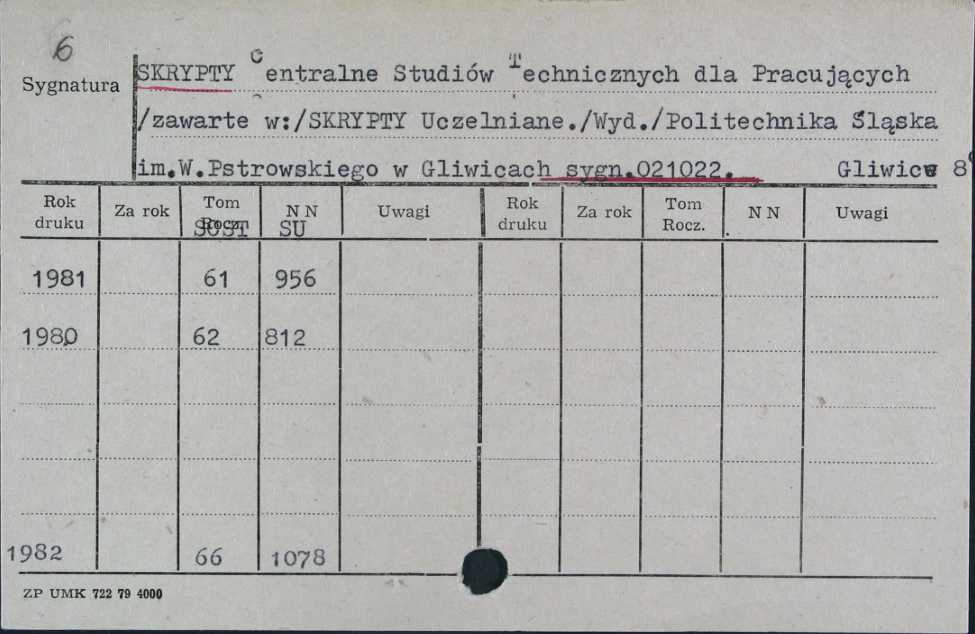 6
Sygnatura
SKRYPTY Centralne Studiów Technicznych dla Pracujących
/zawarte w:/SKRYPTY Uczelniane./Wyd./Politechnika Śląska
im.W.Pstrowskiego w Gliwicach sygn.021022. Gliwice 8
Rok druku Za rok Tom Rocz. N N Uwagi Rok druku Za rok Tom Rocz. N N Uwagi
SCST SU
1981 61 956
1980 62 812
1982 66 1078
ZP UMK 722 79 4000